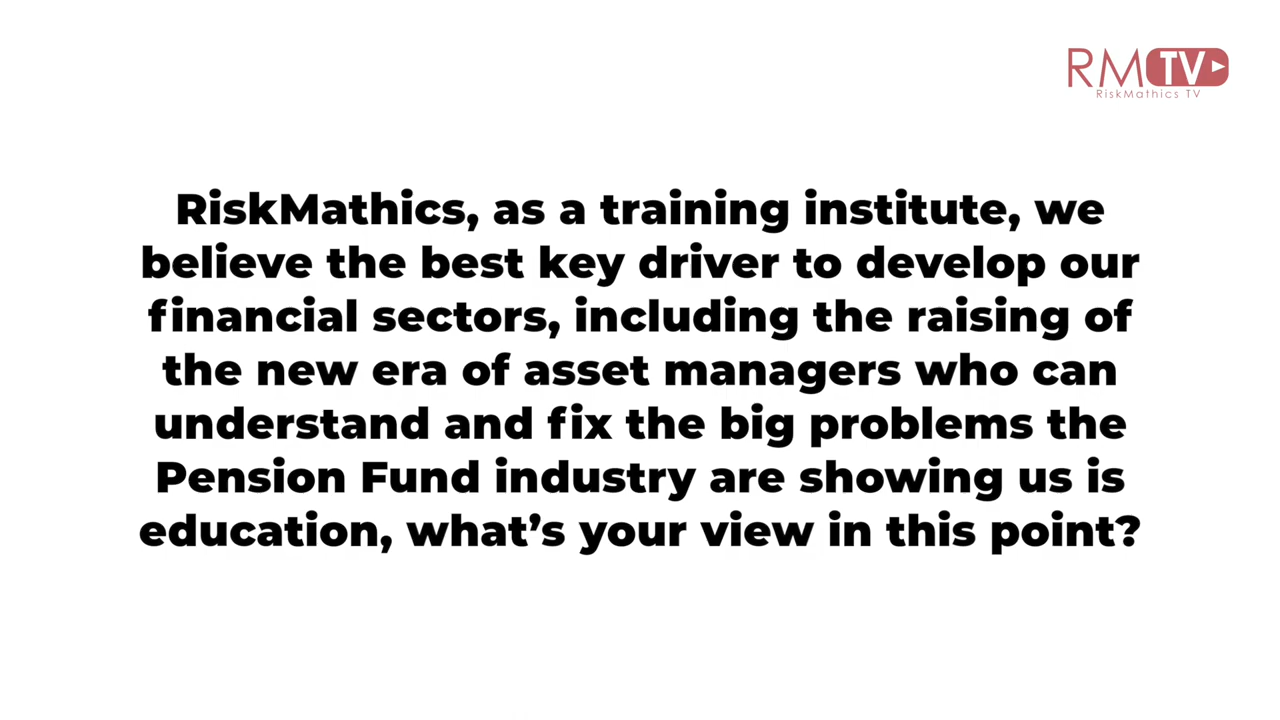 RMTV
RiskMathics TV
RiskMathics, as a training institute, we
believe the best key driver to develop our
financial sectors, including the raising of
the new era of asset managers who can
understand and fix the big problems the
Pension Fund industry are showing us is
education, what’s your view in this point?